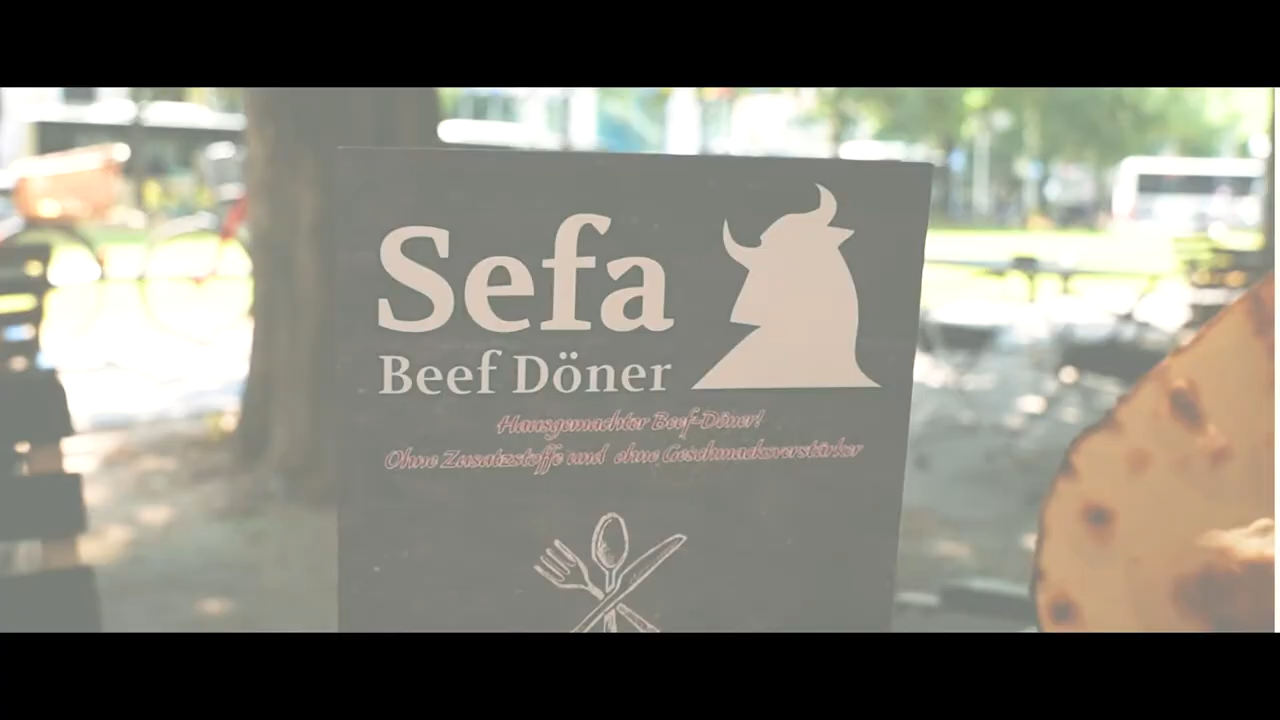 Sefa
Beef Döner
Hausgemachter Beef-Döner!
Ohne Zusatzstoffe und ohne Geschmacksverstärker